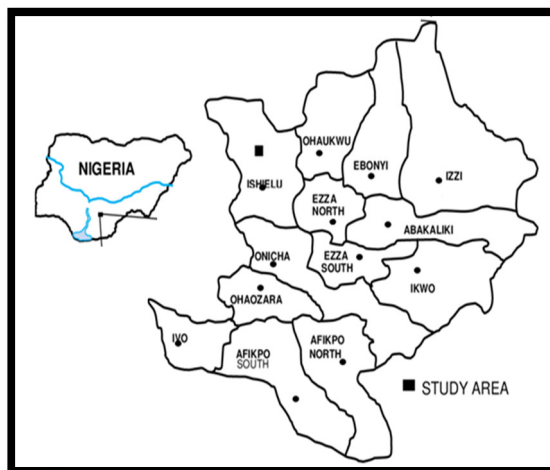 NIGERIA
OHAUKWU
EBONYI
IZZI
ISHIELU
EZZA
NORTH
ABAKALIKI
ONICHA
EZZA
SOUTH
IKWO
OHAOZARA
IVO
AFIKPO
SOUTH
AFIKPO
NORTH
STUDY AREA